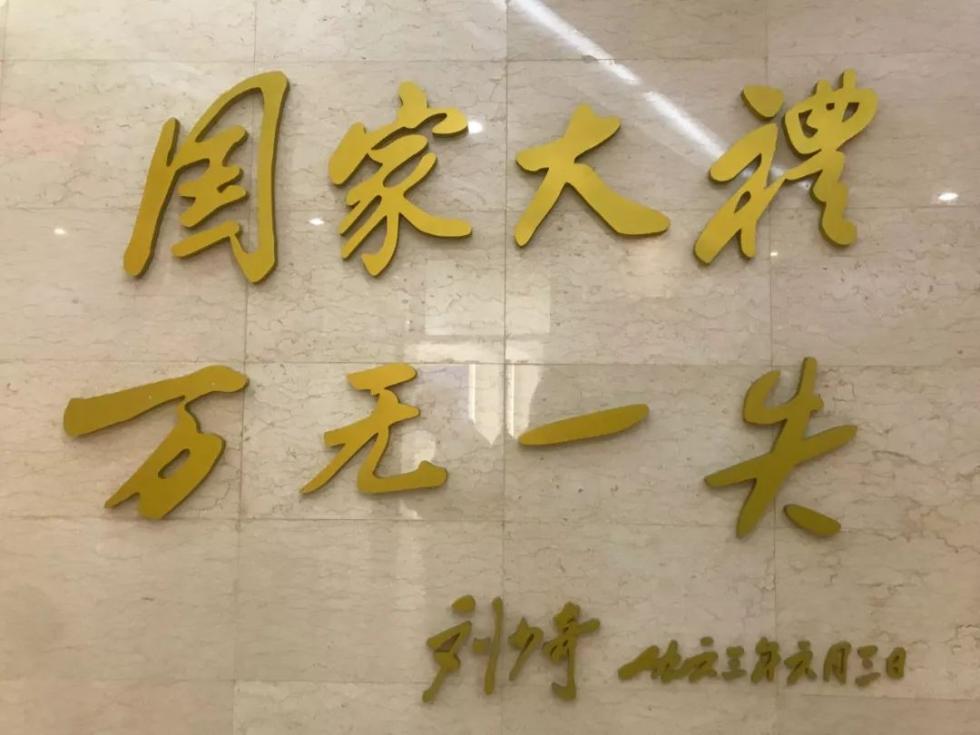 国家大禮
万无一失
刘少奇 一九六三年六月三日